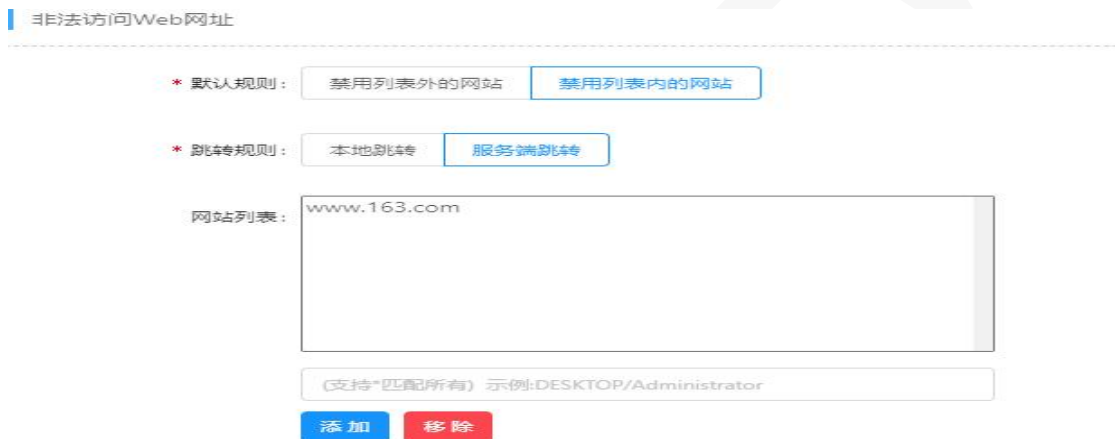 非法访问Web网址
* 默认规则： 禁用列表外的网站 禁用列表内的网站
* 跳转规则： 本地跳转 服务端跳转
网站列表： www.163.com
(支持*匹配所有) 示例:DESKTOP/Administrator
添加 移除